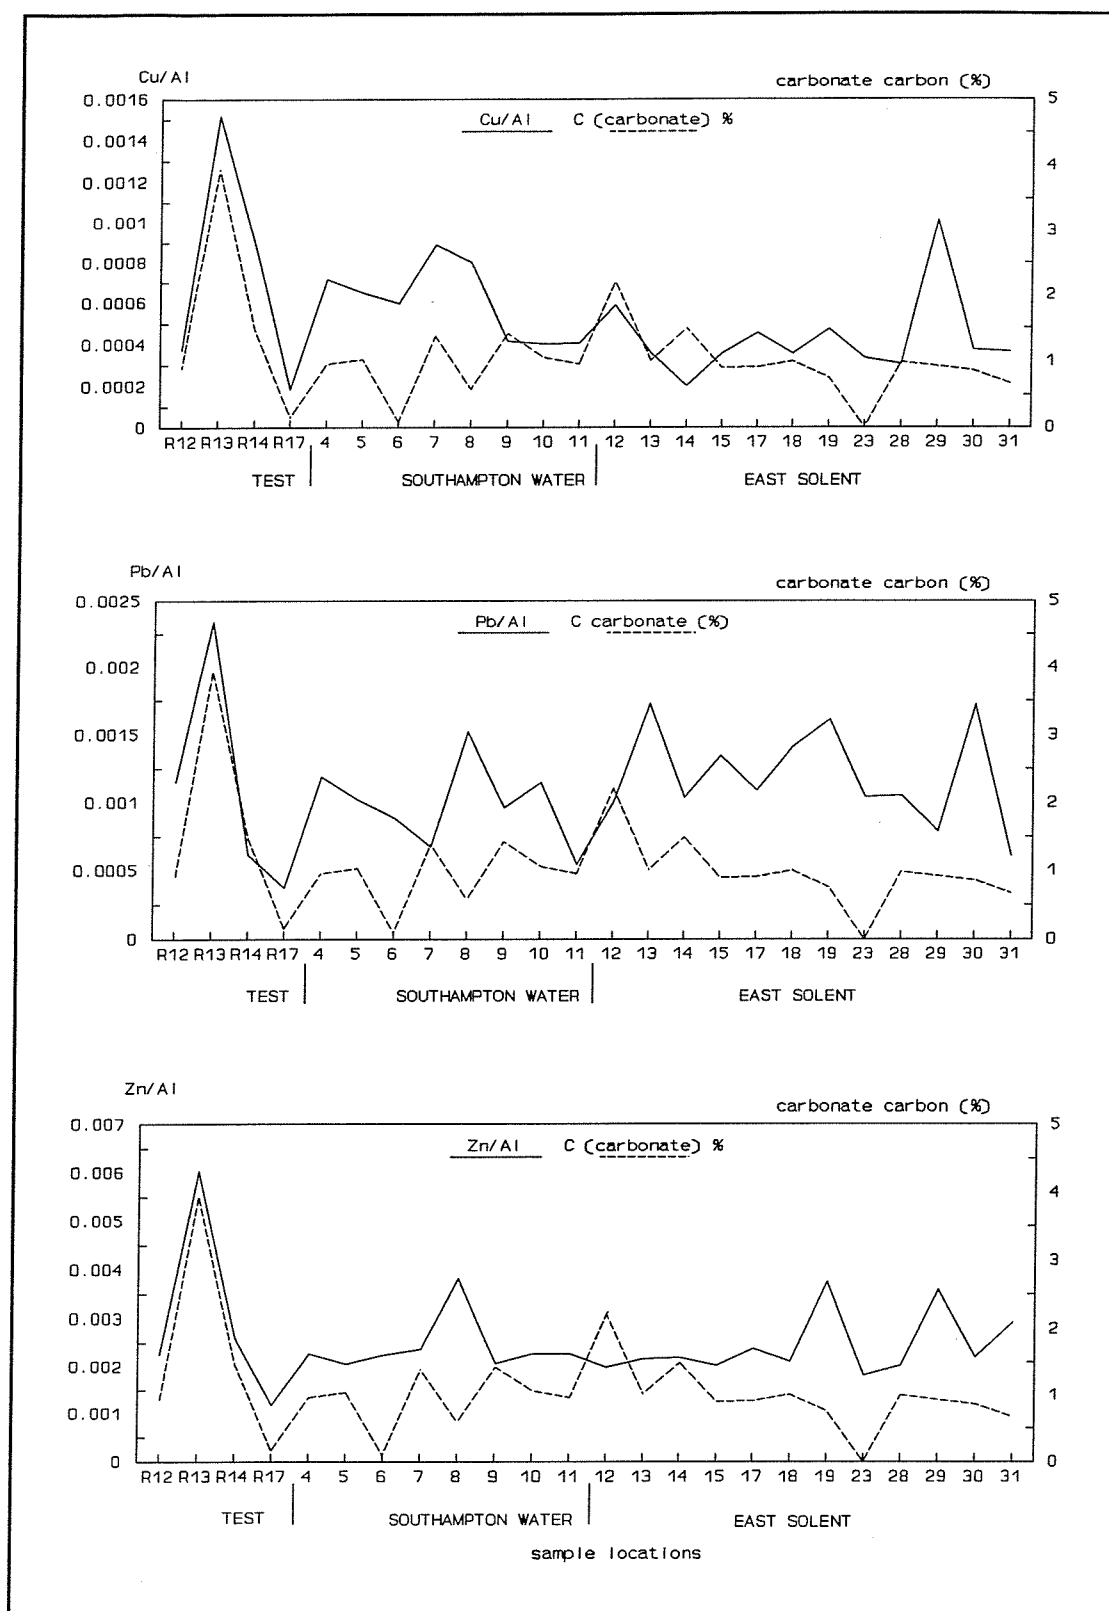 Cu/Al carbonate carbon (%)
0.0016 5
Cu/Al C (carbonate) %
0.0014
4
0.0012
0.001 3
0.0008
2
0.0006
0.0004 1
0.0002
0 0
R12 R13 R14 R17 4 5 6 7 8 9 10 11 12 13 14 15 17 18 19 23 28 29 30 31
TEST SOUTHAMPTON WATER EAST SOLENT
Pb/Al carbonate carbon (%)
0.0025 5
Pb/Al C carbonate (%)
0.002 4
0.0015 3
0.001 2
0.0005 1
0 0
R12 R13 R14 R17 4 5 6 7 8 9 10 11 12 13 14 15 17 18 19 23 28 29 30 31
TEST SOUTHAMPTON WATER EAST SOLENT
Zn/Al carbonate carbon (%)
0.007 5
Zn/Al C (carbonate) %
0.006 4
0.005
0.004 3
0.003 2
0.002
0.001 1
0 0
R12 R13 R14 R17 4 5 6 7 8 9 10 11 12 13 14 15 17 18 19 23 28 29 30 31
TEST SOUTHAMPTON WATER EAST SOLENT
sample locations